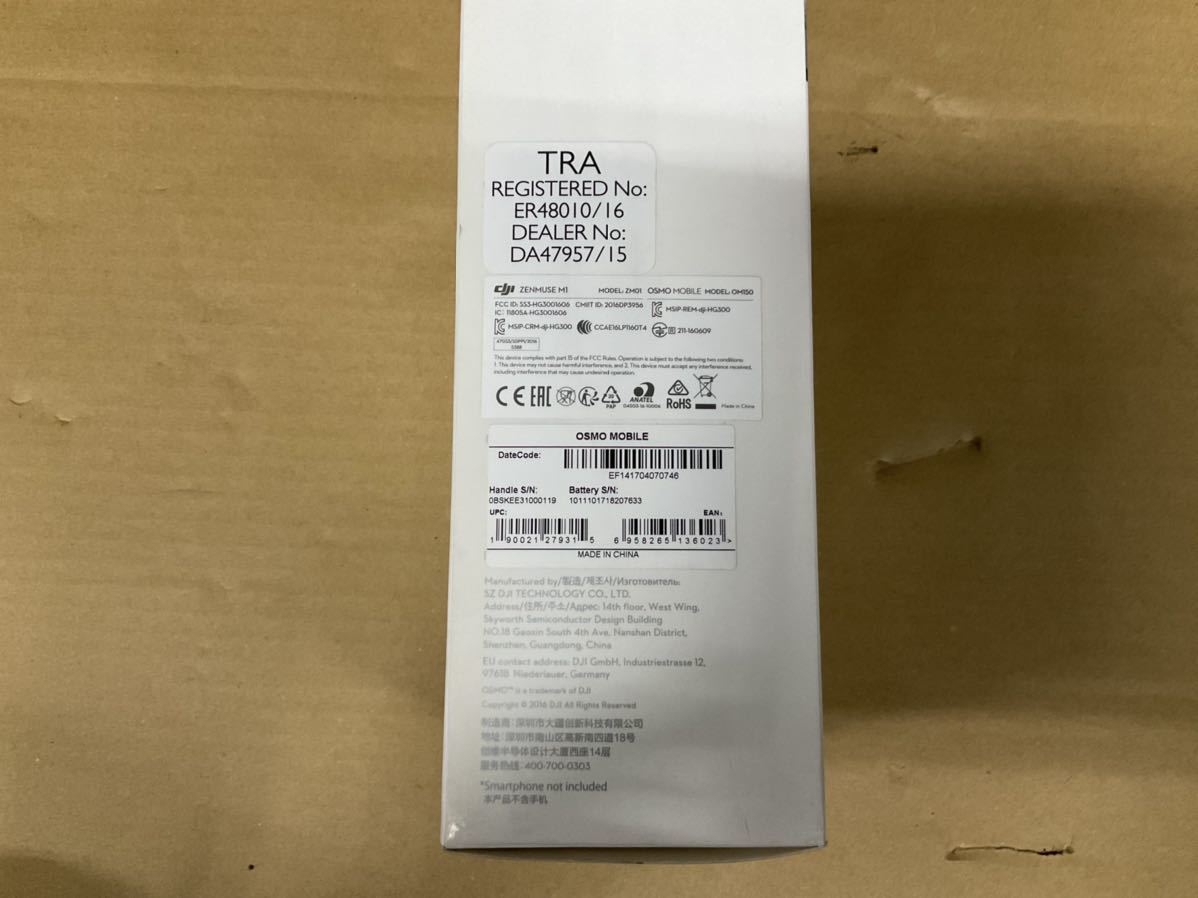 TRA
REGISTERED No:
ER48010/16
DEALER No:
DA47957/15
dji ZENMUSE M1 MODEL: ZM01 OSMO MOBILE MODEL: OM150
FCC ID: SS3-HG3001606 CMIIT ID: 2016DP3956 MSIP-REM-dji-HG300
IC: 11805A-HG3001606
MSIP-CRM-dji-HG300 CCAE16LP1160T4 211-160609
This device complies with part 15 of the FCC Rules. Operation is subject to the following two conditions:
1. This device may not cause harmful interference, and 2. This device must accept any interference received,
including interference that may cause undesired operation.
CE EAC PAP ANATEL RoHS Made in China
OSMO MOBILE
DateCode:
EF141704070746
Handle S/N: Battery S/N:
0BSKEE31000119 1011101718207633
UPC: EAN:
1 90021 27931 5 6 958265 136023 >
MADE IN CHINA
Manufactured by/製造/제조사/Изготовитель:
SZ DJI TECHNOLOGY CO., LTD.
Address/住所/주소/Адрес: 14th floor, West Wing,
Skyworth Semiconductor Design Building
NO.18 Gaoxin South 4th Ave, Nanshan District,
Shenzhen, Guangdong, China
EU contact address: DJI GmbH, Industriestrasse 12,
97618 Niederlauer, Germany
OSMO™ is a trademark of DJI
Copyright © 2016 DJI All Rights Reserved
制造商：深圳市大疆创新科技有限公司
地址：深圳市南山区高新南四道18号
创维半导体设计大厦西座14层
服务热线：400-700-0303
*Smartphone not included
本产品不含手机